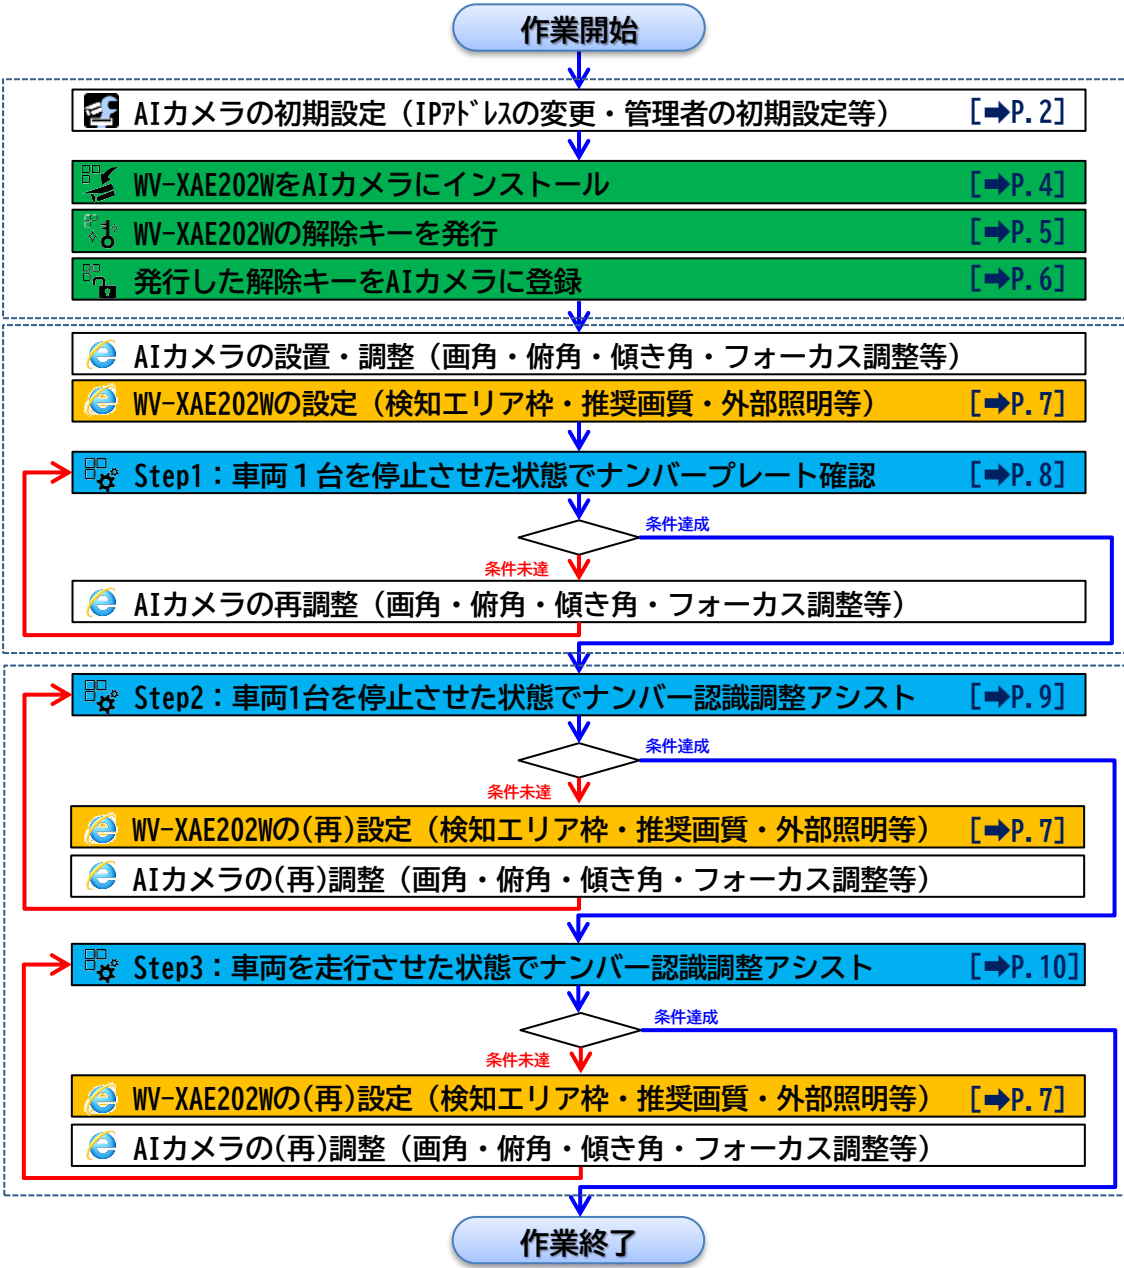 作業開始
AIカメラの初期設定（IPｱﾄﾞﾚｽの変更・管理者の初期設定等） [➡P.2]
WV-XAE202WをAIカメラにインストール [➡P.4]
WV-XAE202Wの解除キーを発行 [➡P.5]
発行した解除キーをAIカメラに登録 [➡P.6]
AIカメラの設置・調整（画角・俯角・傾き角・フォーカス調整等）
WV-XAE202Wの設定（検知エリア枠・推奨画質・外部照明等） [➡P.7]
Step1：車両１台を停止させた状態でナンバープレート確認 [➡P.8]
条件達成
条件未達
AIカメラの再調整（画角・俯角・傾き角・フォーカス調整等）
Step2：車両1台を停止させた状態でナンバー認識調整アシスト [➡P.9]
条件達成
条件未達
WV-XAE202Wの(再)設定（検知エリア枠・推奨画質・外部照明等） [➡P.7]
AIカメラの(再)調整（画角・俯角・傾き角・フォーカス調整等）
Step3：車両を走行させた状態でナンバー認識調整アシスト [➡P.10]
条件達成
条件未達
WV-XAE202Wの(再)設定（検知エリア枠・推奨画質・外部照明等） [➡P.7]
AIカメラの(再)調整（画角・俯角・傾き角・フォーカス調整等）
作業終了